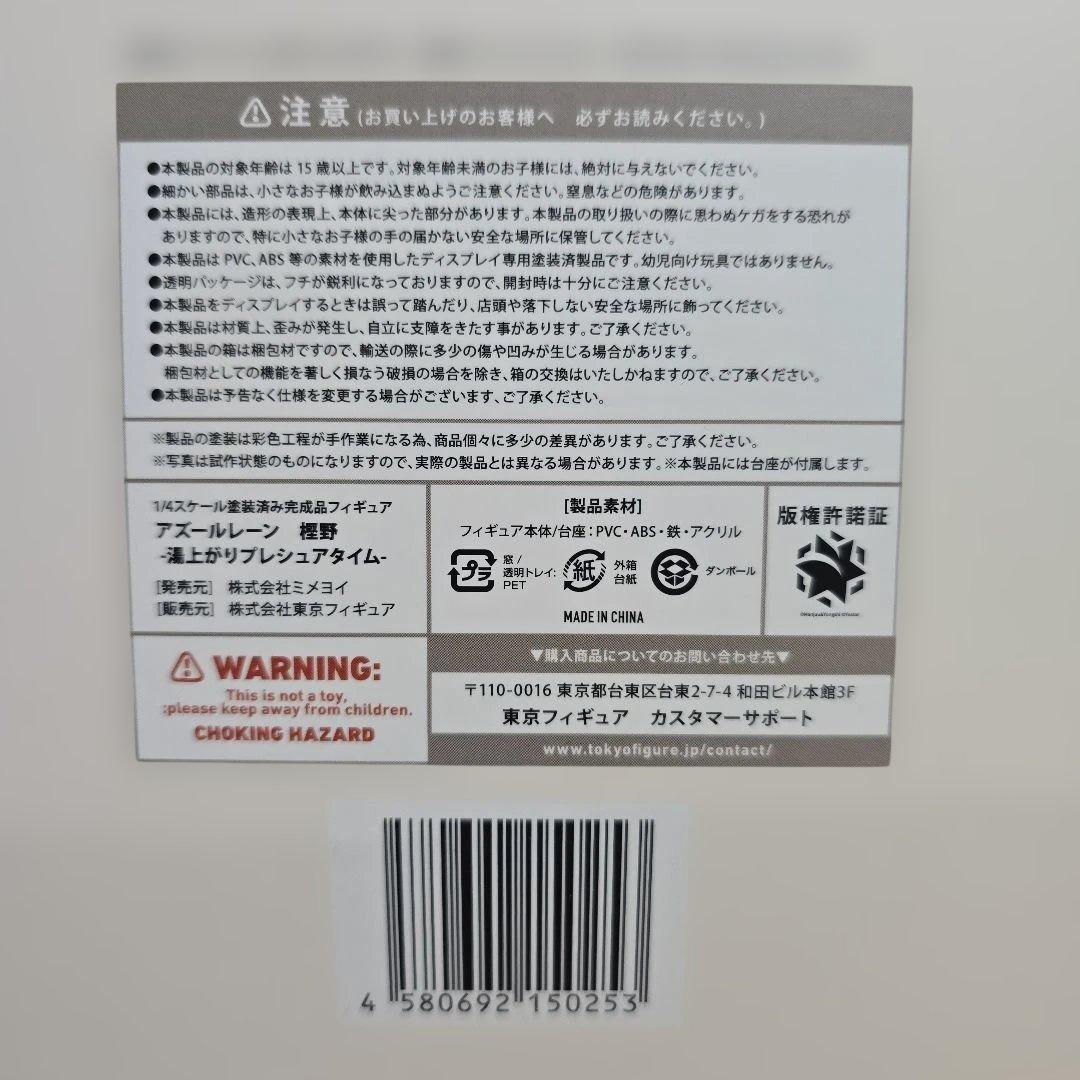 注意(お買い上げのお客様へ 必ずお読みください。)
●本製品の対象年齢は15歳以上です。対象年齢未満のお子様には、絶対に与えないでください。
●細かい部品は、小さなお子様が飲み込まぬようご注意ください。窒息などの危険があります。
●本製品には、造形の表現上、本体に尖った部分があります。本製品の取り扱いの際に思わぬケガをする恐れが
ありますので、特に小さなお子様の手の届かない安全な場所に保管してください。
●本製品はPVC、ABS等の素材を使用したディスプレイ専用塗装済製品です。幼児向け玩具ではありません。
●透明パッケージは、フチが鋭利になっておりますので、開封時は十分にご注意ください。
●本製品をディスプレイするときは誤って踏んだり、店頭や落下しない安全な場所に飾ってください。
●本製品は材質上、歪みが発生し、自立に支障をきたす事があります。ご了承ください。
●本製品の箱は梱包材ですので、輸送の際に多少の傷や凹みが生じる場合があります。
梱包材としての機能を著しく損なう破損の場合を除き、箱の交換はいたしかねますので、ご了承ください。
●本製品は予告なく仕様を変更する場合がございます、ご了承ください。
※製品の塗装は彩色工程が手作業になる為、商品個々に多少の差異があります。ご了承ください。
※写真は試作状態のものになりますので、実際の製品とは異なる場合があります。※本製品には台座が付属します。
1/4スケール塗装済み完成品フィギュア
アズールレーン 樫野
-湯上がりプレシュアタイム-
[発売元] 株式会社ミメヨイ
[販売元] 株式会社東京フィギュア
[製品素材]
フィギュア本体/台座:PVC・ABS・鉄・アクリル
プラ
窓/
透明トレイ:
PET
紙
外箱
台紙
ダンボール
MADE IN CHINA
版権許諾証
WARNING:
This is not a toy,
:please keep away from children.
CHOKING HAZARD
▼購入商品についてのお問い合わせ先▼
〒110-0016 東京都台東区台東2-7-4 和田ビル本館3F
東京フィギュア カスタマーサポート
www.tokyofigure.jp/contact/
4 580692 150253